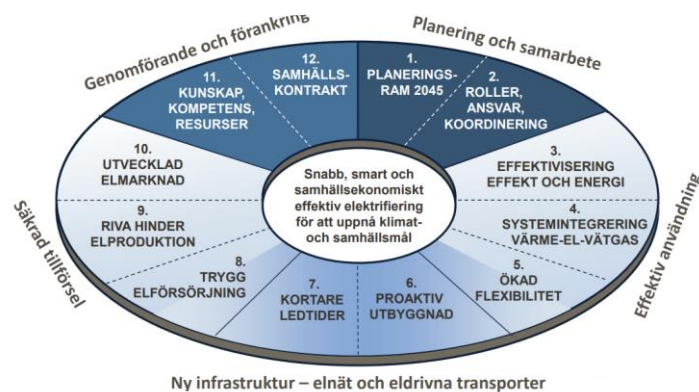 Genomförande och förankring
Planering och samarbete
12.
SAMHÄLLS-
KONTRAKT
1.
PLANERINGS-
RAM 2045
11.
KUNSKAP,
KOMPETENS,
RESURSER
2.
ROLLER,
ANSVAR,
KOORDINERING
10.
UTVECKLAD
ELMARKNAD
3.
EFFEKTIVISERING
EFFEKT OCH ENERGI
Snabb, smart och
samhällsekonomiskt
effektiv elektrifiering
för att uppnå klimat-
och samhällsmål
9.
RIVA HINDER
ELPRODUKTION
4.
SYSTEMINTEGRERING
VÄRME-EL-VÄTGAS
8.
TRYGG
ELFÖRSÖRJNING
7.
KORTARE
LEDTIDER
6.
PROAKTIV
UTBYGGNAD
5.
ÖKAD
FLEXIBILITET
Säkrad tillförsel
Effektiv användning
Ny infrastruktur – elnät och eldrivna transporter